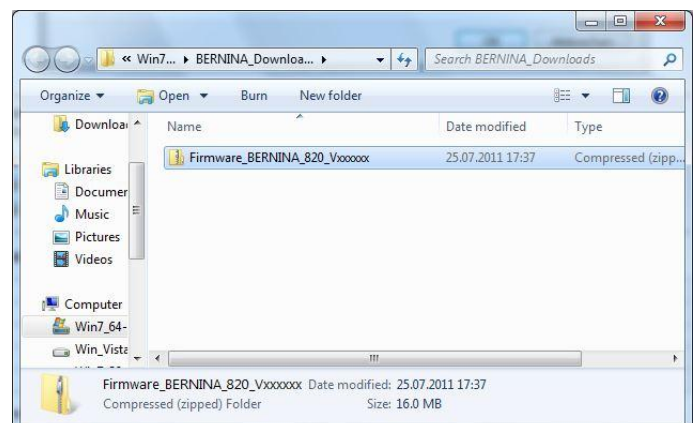 « Win7... ▸ BERNINA_Downloa... ▸ Search BERNINA_Downloads
Organize ▾ Open ▾ Burn New folder
Downloa
Name Date modified Type
Firmware_BERNINA_820_Vxxxxxx 25.07.2011 17:37 Compressed (zipp...
Libraries
Documer
Music
Pictures
Videos
Computer
Win7_64-
Win_Vista
Firmware_BERNINA_820_Vxxxxxx Date modified: 25.07.2011 17:37
Compressed (zipped) Folder Size: 16.0 MB